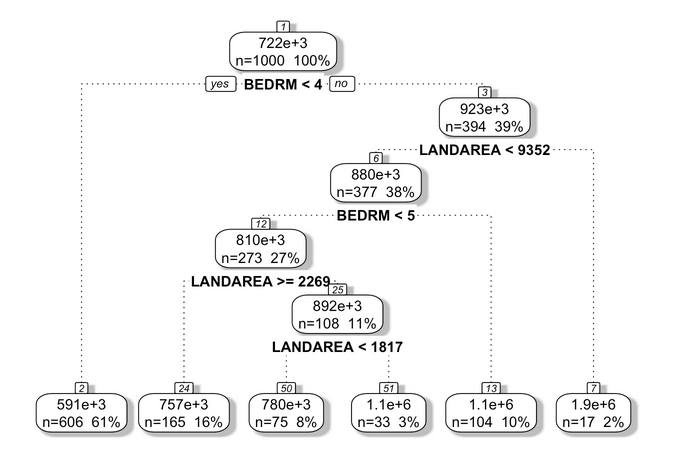 1
722e+3
n=1000 100%
yes BEDRM < 4 no
3
923e+3
n=394 39%
LANDAREA < 9352
6
880e+3
n=377 38%
BEDRM < 5
12
810e+3
n=273 27%
LANDAREA >= 2269
25
892e+3
n=108 11%
LANDAREA < 1817
2
591e+3
n=606 61%
24
757e+3
n=165 16%
50
780e+3
n=75 8%
51
1.1e+6
n=33 3%
13
1.1e+6
n=104 10%
7
1.9e+6
n=17 2%